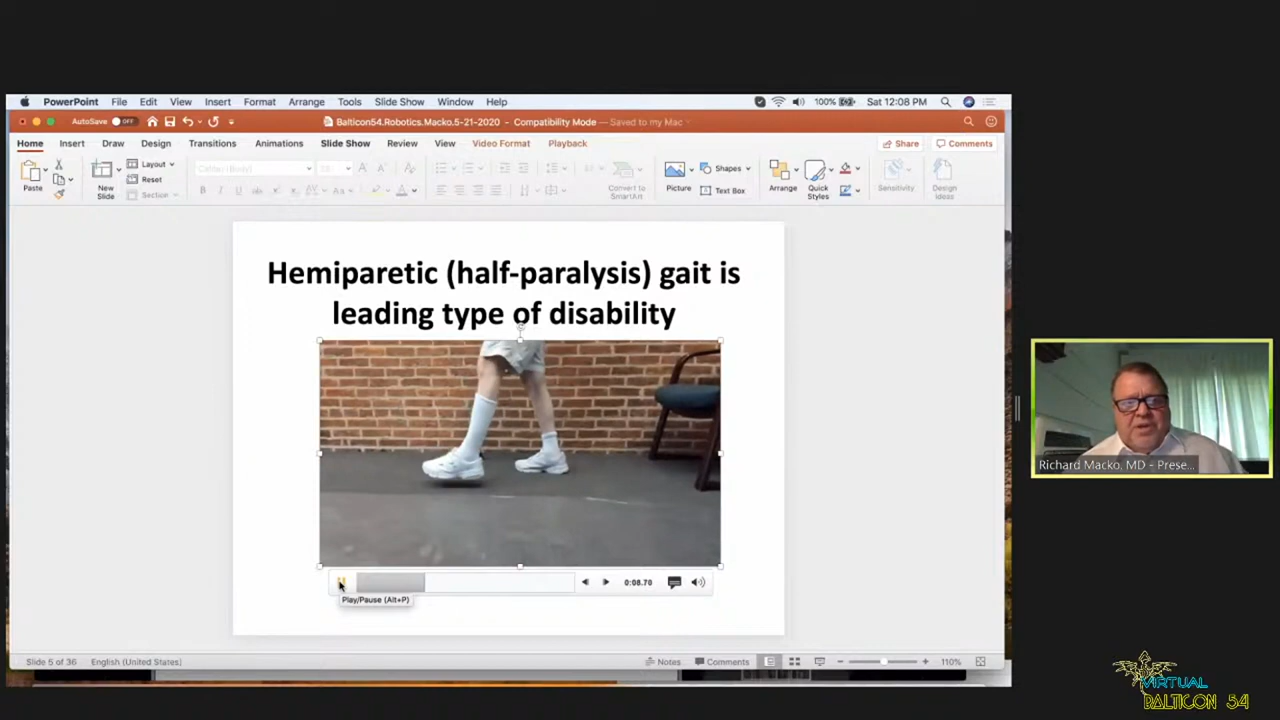 PowerPoint File Edit View Insert Format Arrange Tools Slide Show Window Help 100% Sat 12:08 PM
AutoSave OFF Balticon54.Robotics.Macko.5-21-2020 - Compatibility Mode — Saved to my Mac
Home Insert Draw Design Transitions Animations Slide Show Review View Video Format Playback Share Comments
Paste New Slide Layout Reset Section Convert to SmartArt Picture Shapes Text Box Arrange Quick Styles Sensitivity Design Ideas
Hemiparetic (half-paralysis) gait is
leading type of disability
0:08.70
Play/Pause (Alt+P)
Richard Macko, MD - Prese...
Slide 5 of 36 English (United States) Notes Comments 110%
VIRTUAL
BALTICON 54